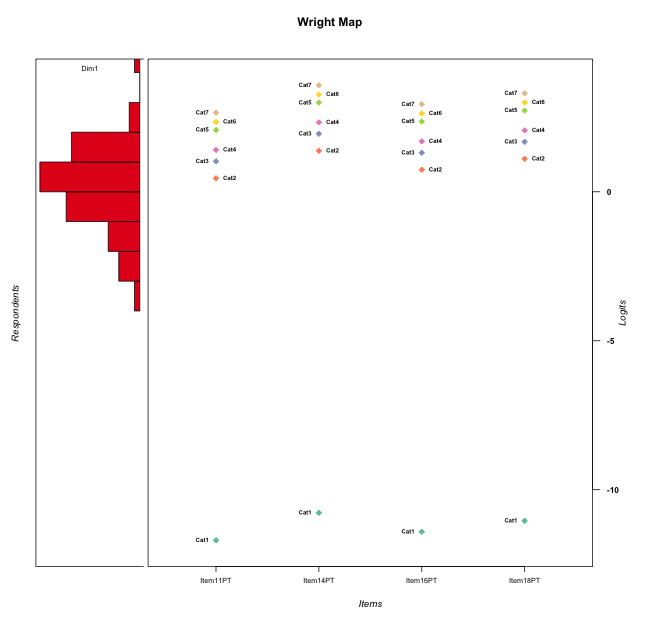 Wright Map
Dim1
Cat7
Cat6
Cat5
Cat4
Cat3
Cat2
Cat1
Cat7
Cat6
Cat5
Cat4
Cat3
Cat2
Cat1
Cat7
Cat6
Cat5
Cat4
Cat3
Cat2
Cat1
Cat7
Cat6
Cat5
Cat4
Cat3
Cat2
Cat1
0
-5
-10
Respondents
Logits
Item11PT Item14PT Item16PT Item18PT
Items